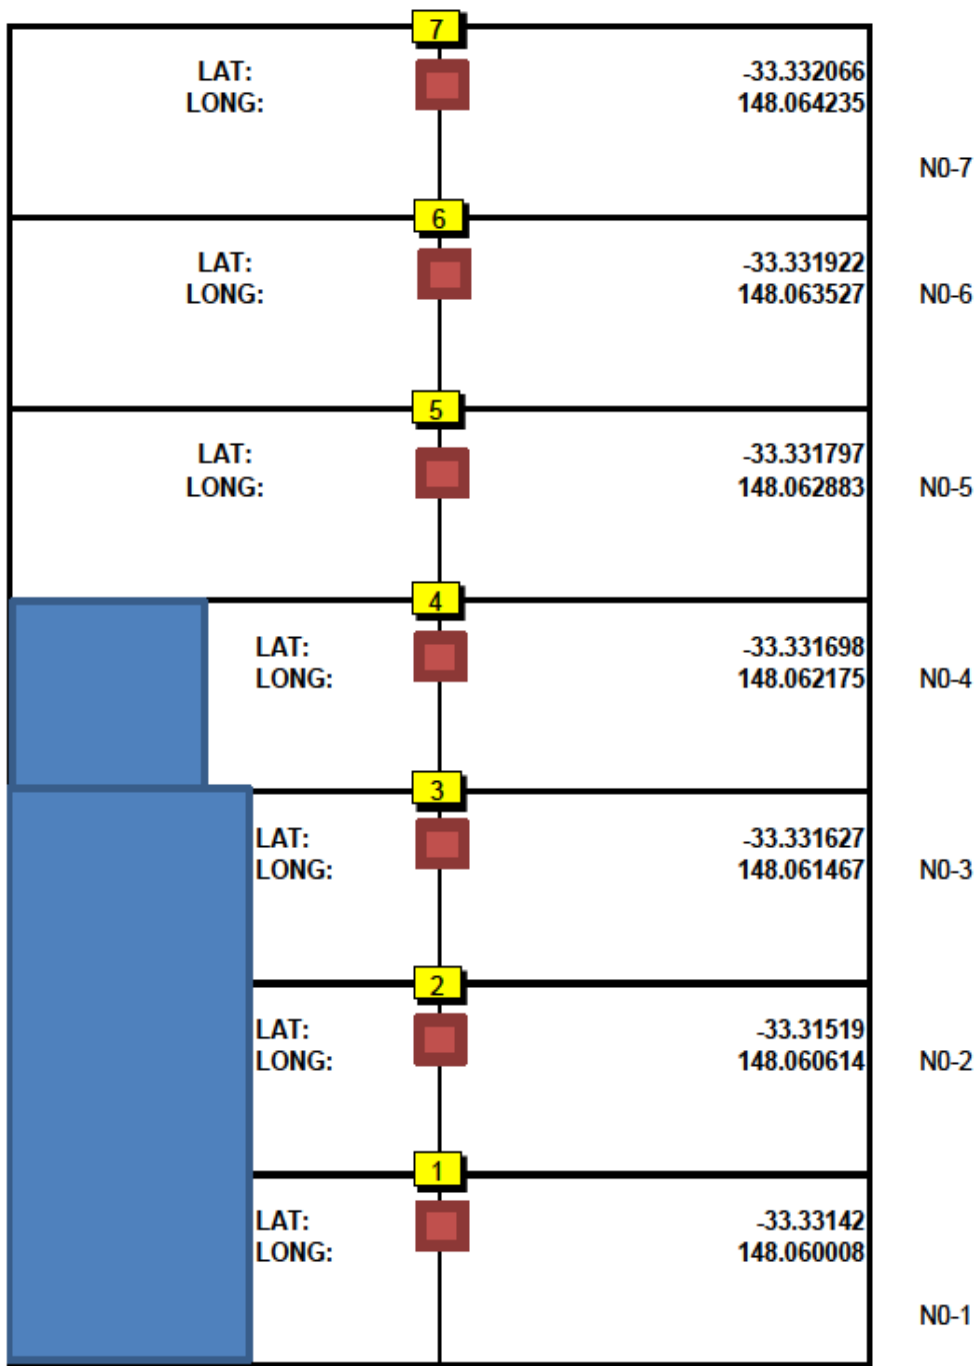 7
LAT: -33.332066
LONG: 148.064235
N0-7
6
LAT: -33.331922
LONG: 148.063527 N0-6
5
LAT: -33.331797
LONG: 148.062883 N0-5
4
LAT: -33.331698
LONG: 148.062175 N0-4
3
LAT: -33.331627
LONG: 148.061467 N0-3
2
LAT: -33.31519
LONG: 148.060614 N0-2
1
LAT: -33.33142
LONG: 148.060008
N0-1